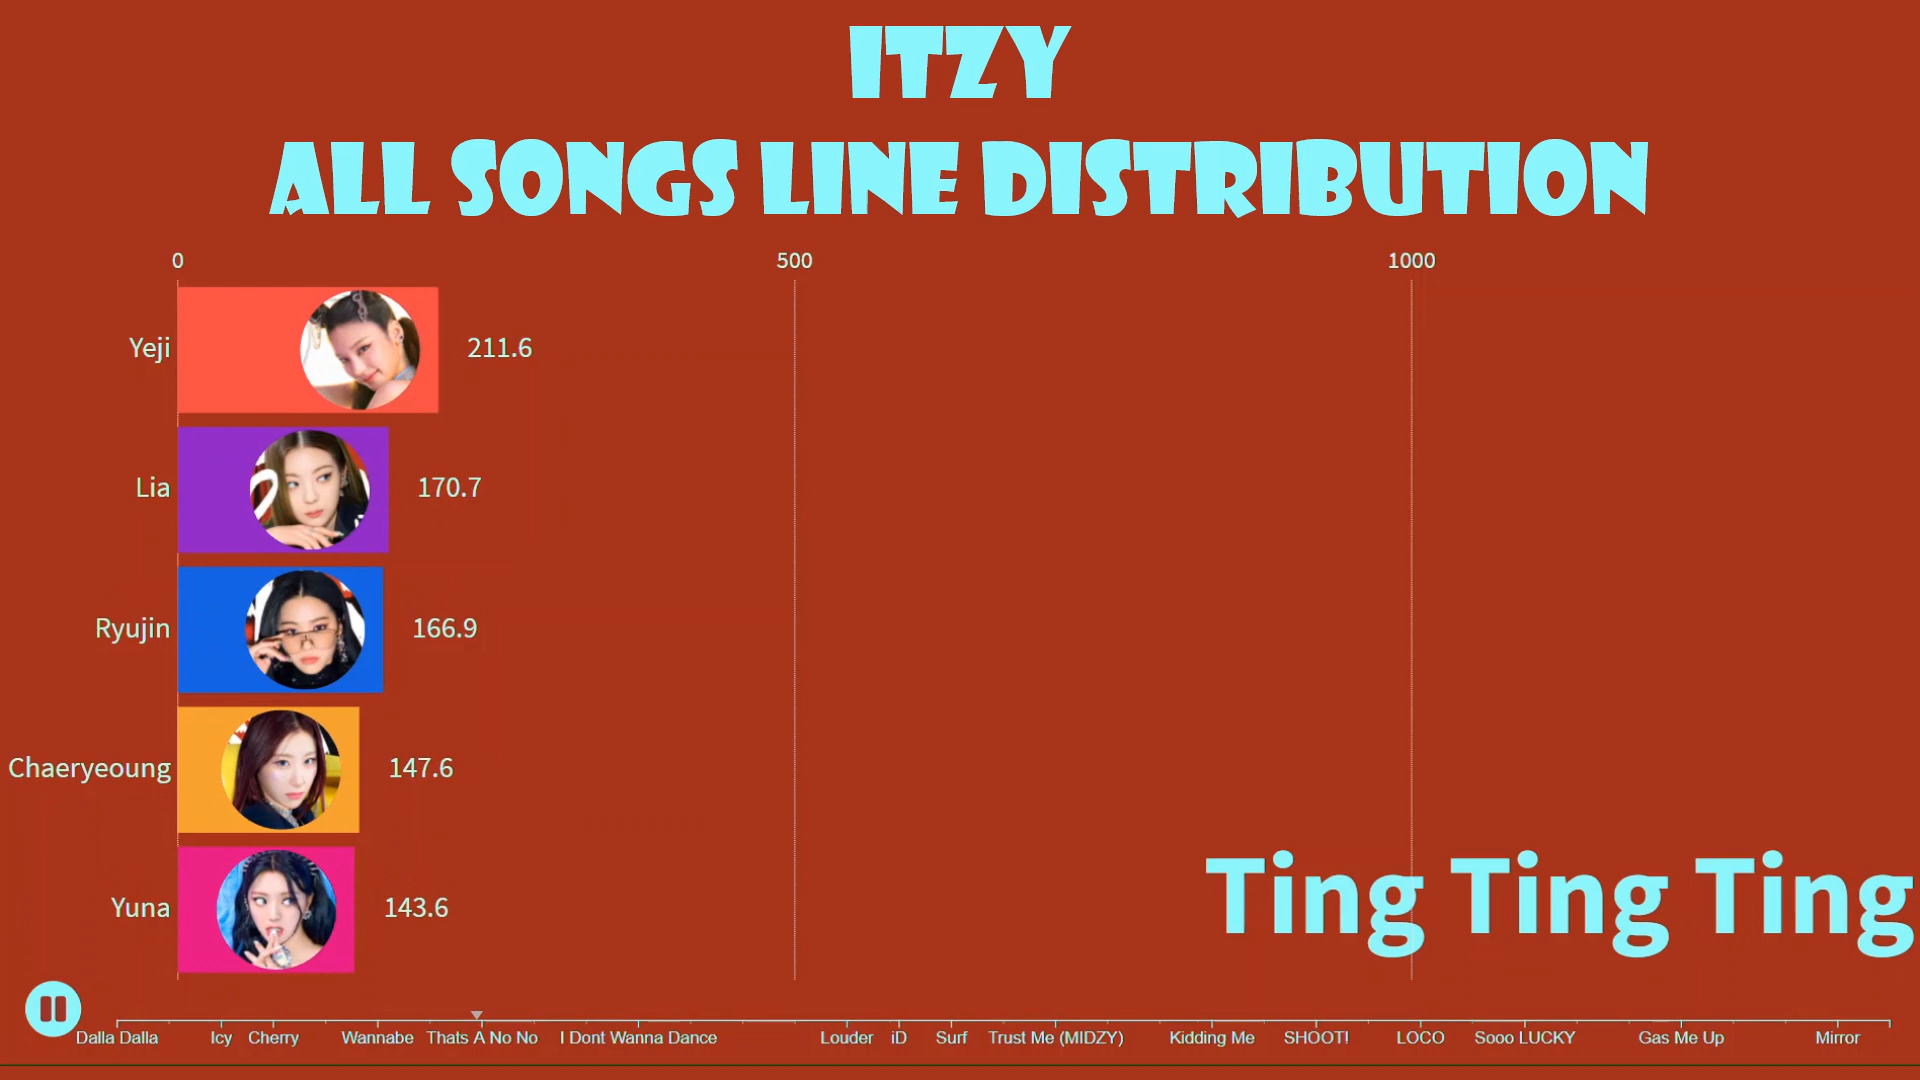 ITZY
ALL SONGS LINE DISTRIBUTION
0 500 1000
Yeji 211.6
Lia 170.7
Ryujin 166.9
Chaeryeoung 147.6
Yuna 143.6
Ting Ting Ting
Dalla Dalla Icy Cherry Wannabe Thats A No No I Dont Wanna Dance Louder iD Surf Trust Me (MIDZY) Kidding Me SHOOT! LOCO Sooo LUCKY Gas Me Up Mirror